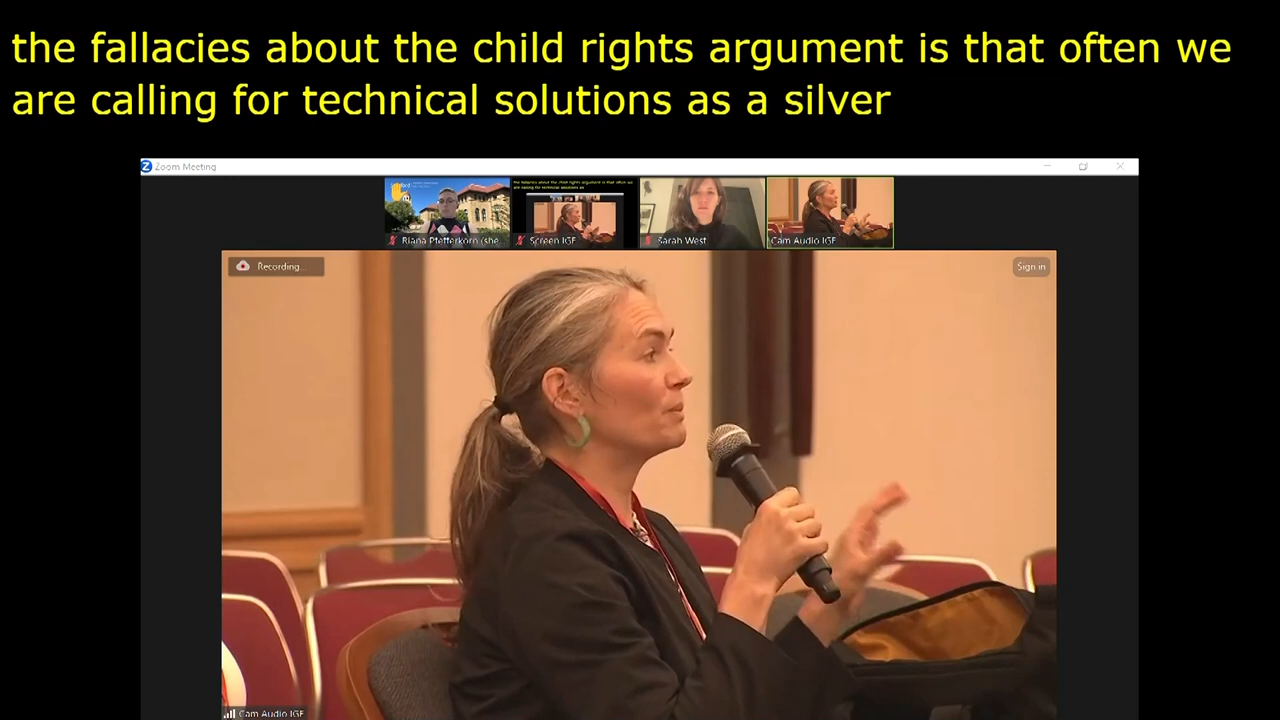 the fallacies about the child rights argument is that often we
are calling for technical solutions as a silver
Zoom Meeting
Riana Pfefferkorn (she
Screen IGF
Sarah West
Cam Audio IGF
Recording...
Sign in
Cam Audio IGF